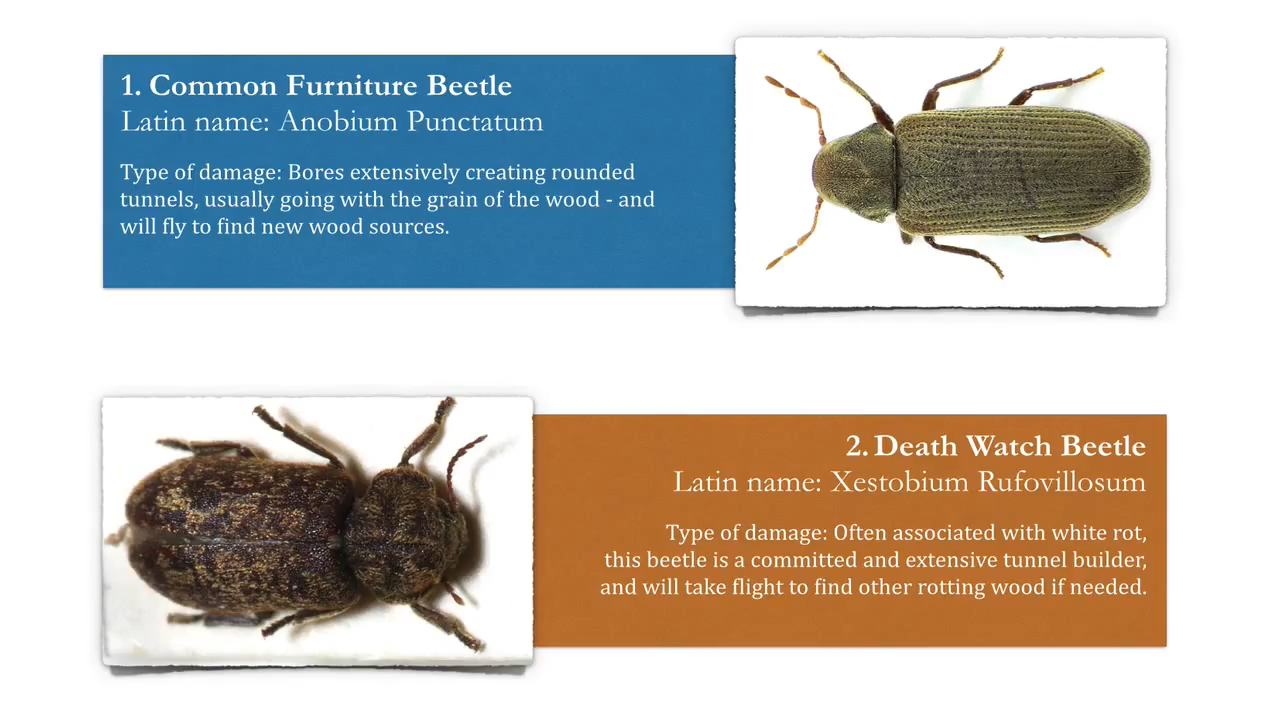 1. Common Furniture Beetle
Latin name: Anobium Punctatum
Type of damage: Bores extensively creating rounded
tunnels, usually going with the grain of the wood - and
will fly to find new wood sources.
2. Death Watch Beetle
Latin name: Xestobium Rufovillosum
Type of damage: Often associated with white rot,
this beetle is a committed and extensive tunnel builder,
and will take flight to find other rotting wood if needed.